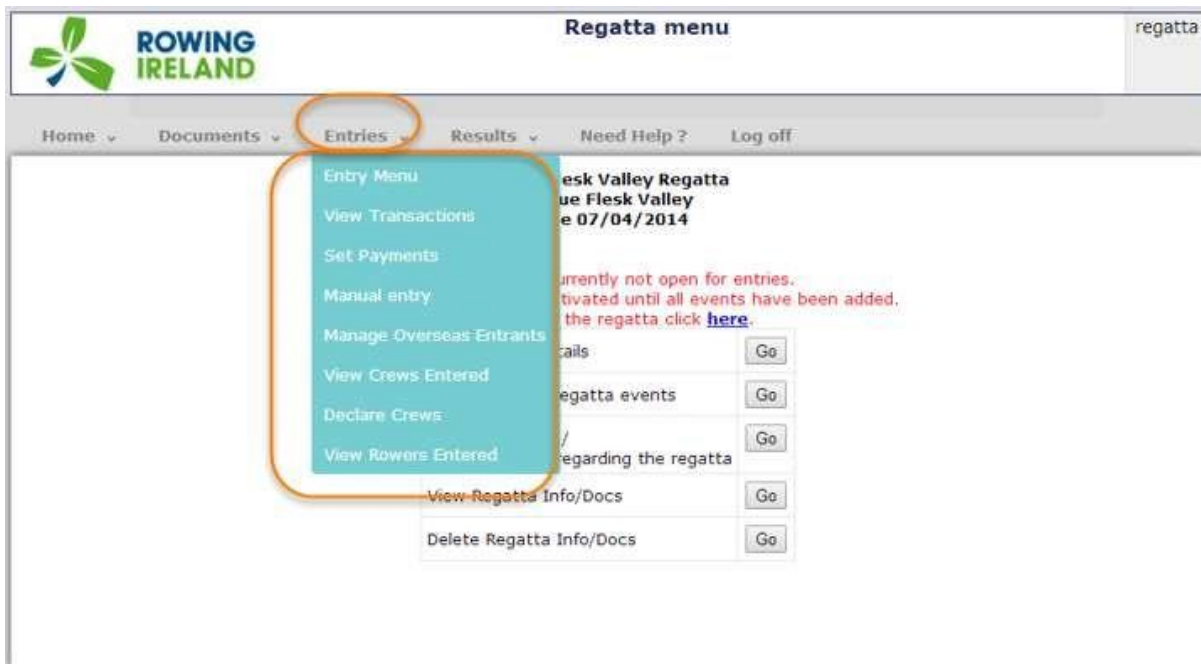 Regatta menu
regatta
ROWING
IRELAND
Home Documents Entries Results Need Help ? Log off
Entry Menu
View Transactions
Set Payments
Manual entry
Manage Overseas Entrants
View Crews Entered
Declare Crews
View Rowers Entered
esk Valley Regatta
ue Flesk Valley
e 07/04/2014
urrently not open for entries.
tivated until all events have been added.
the regatta click here.
tails Go
egatta events Go
/
egarding the regatta Go
View Regatta Info/Docs Go
Delete Regatta Info/Docs Go